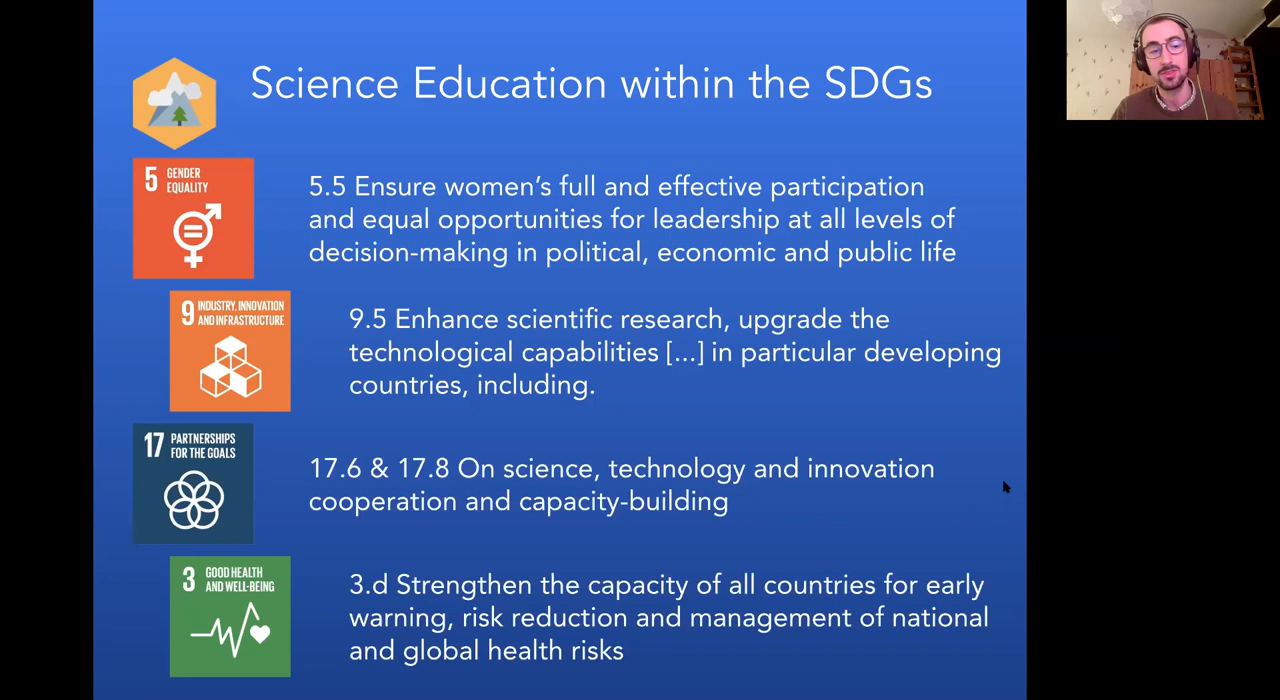 Science Education within the SDGs
5 GENDER
EQUALITY
5.5 Ensure women’s full and effective participation
and equal opportunities for leadership at all levels of
decision-making in political, economic and public life
9 INDUSTRY, INNOVATION
AND INFRASTRUCTURE
9.5 Enhance scientific research, upgrade the
technological capabilities [...] in particular developing
countries, including.
17 PARTNERSHIPS
FOR THE GOALS
17.6 & 17.8 On science, technology and innovation
cooperation and capacity-building
3 GOOD HEALTH
AND WELL-BEING
3.d Strengthen the capacity of all countries for early
warning, risk reduction and management of national
and global health risks